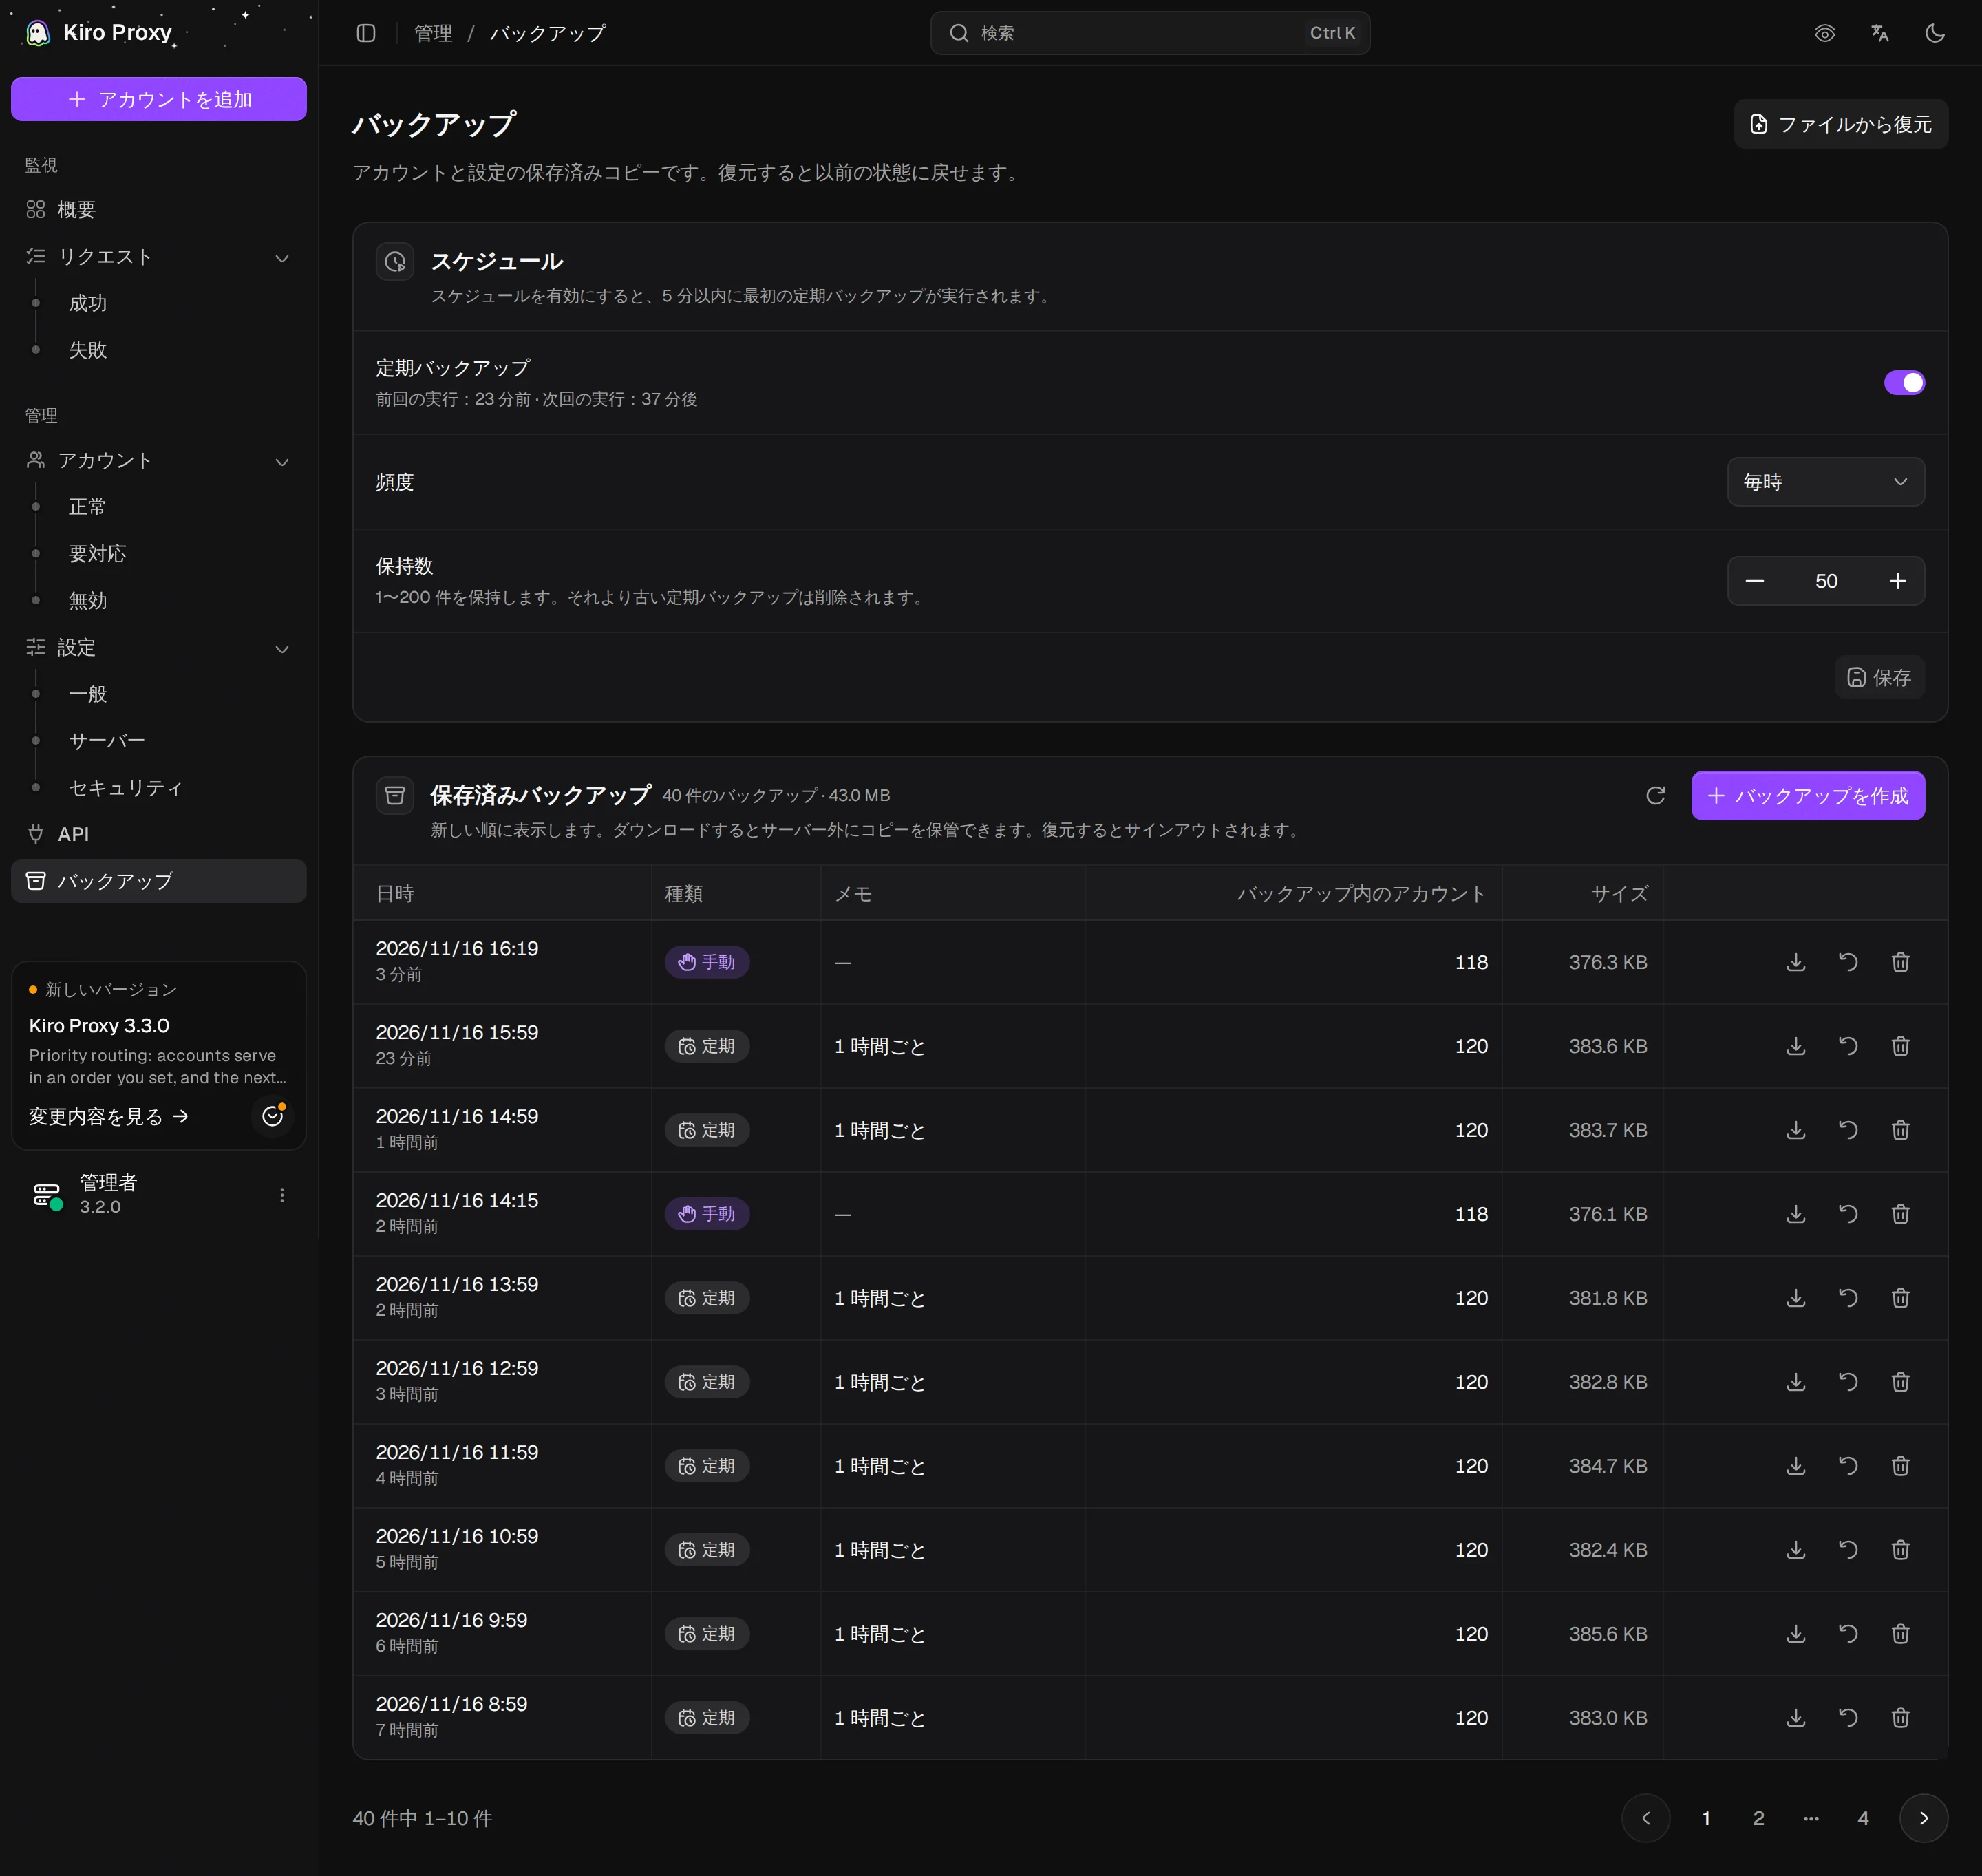 Kiro Proxy
アカウントを追加
監視
概要
リクエスト
成功
失敗
管理
アカウント
正常
要対応
無効
設定
一般
サーバー
セキュリティ
API
バックアップ
新しいバージョン
Kiro Proxy 3.3.0
Priority routing: accounts serve
in an order you set, and the next…
変更内容を見る →
管理者
3.2.0
管理 / バックアップ
検索 Ctrl K
バックアップ
ファイルから復元
アカウントと設定の保存済みコピーです。復元すると以前の状態に戻せます。
スケジュール
スケジュールを有効にすると、5 分以内に最初の定期バックアップが実行されます。
定期バックアップ
前回の実行：23 分前 · 次回の実行：37 分後
頻度
毎時
保持数
1〜200 件を保持します。それより古い定期バックアップは削除されます。
50
保存
保存済みバックアップ 40 件のバックアップ · 43.0 MB
バックアップを作成
新しい順に表示します。ダウンロードするとサーバー外にコピーを保管できます。復元するとサインアウトされます。
日時 種類 メモ バックアップ内のアカウント サイズ
2026/11/16 16:19
3 分前
手動 — 118 376.3 KB
2026/11/16 15:59
23 分前
定期 1 時間ごと 120 383.6 KB
2026/11/16 14:59
1 時間前
定期 1 時間ごと 120 383.7 KB
2026/11/16 14:15
2 時間前
手動 — 118 376.1 KB
2026/11/16 13:59
2 時間前
定期 1 時間ごと 120 381.8 KB
2026/11/16 12:59
3 時間前
定期 1 時間ごと 120 382.8 KB
2026/11/16 11:59
4 時間前
定期 1 時間ごと 120 384.7 KB
2026/11/16 10:59
5 時間前
定期 1 時間ごと 120 382.4 KB
2026/11/16 9:59
6 時間前
定期 1 時間ごと 120 385.6 KB
2026/11/16 8:59
7 時間前
定期 1 時間ごと 120 383.0 KB
40 件中 1–10 件
1 2 … 4